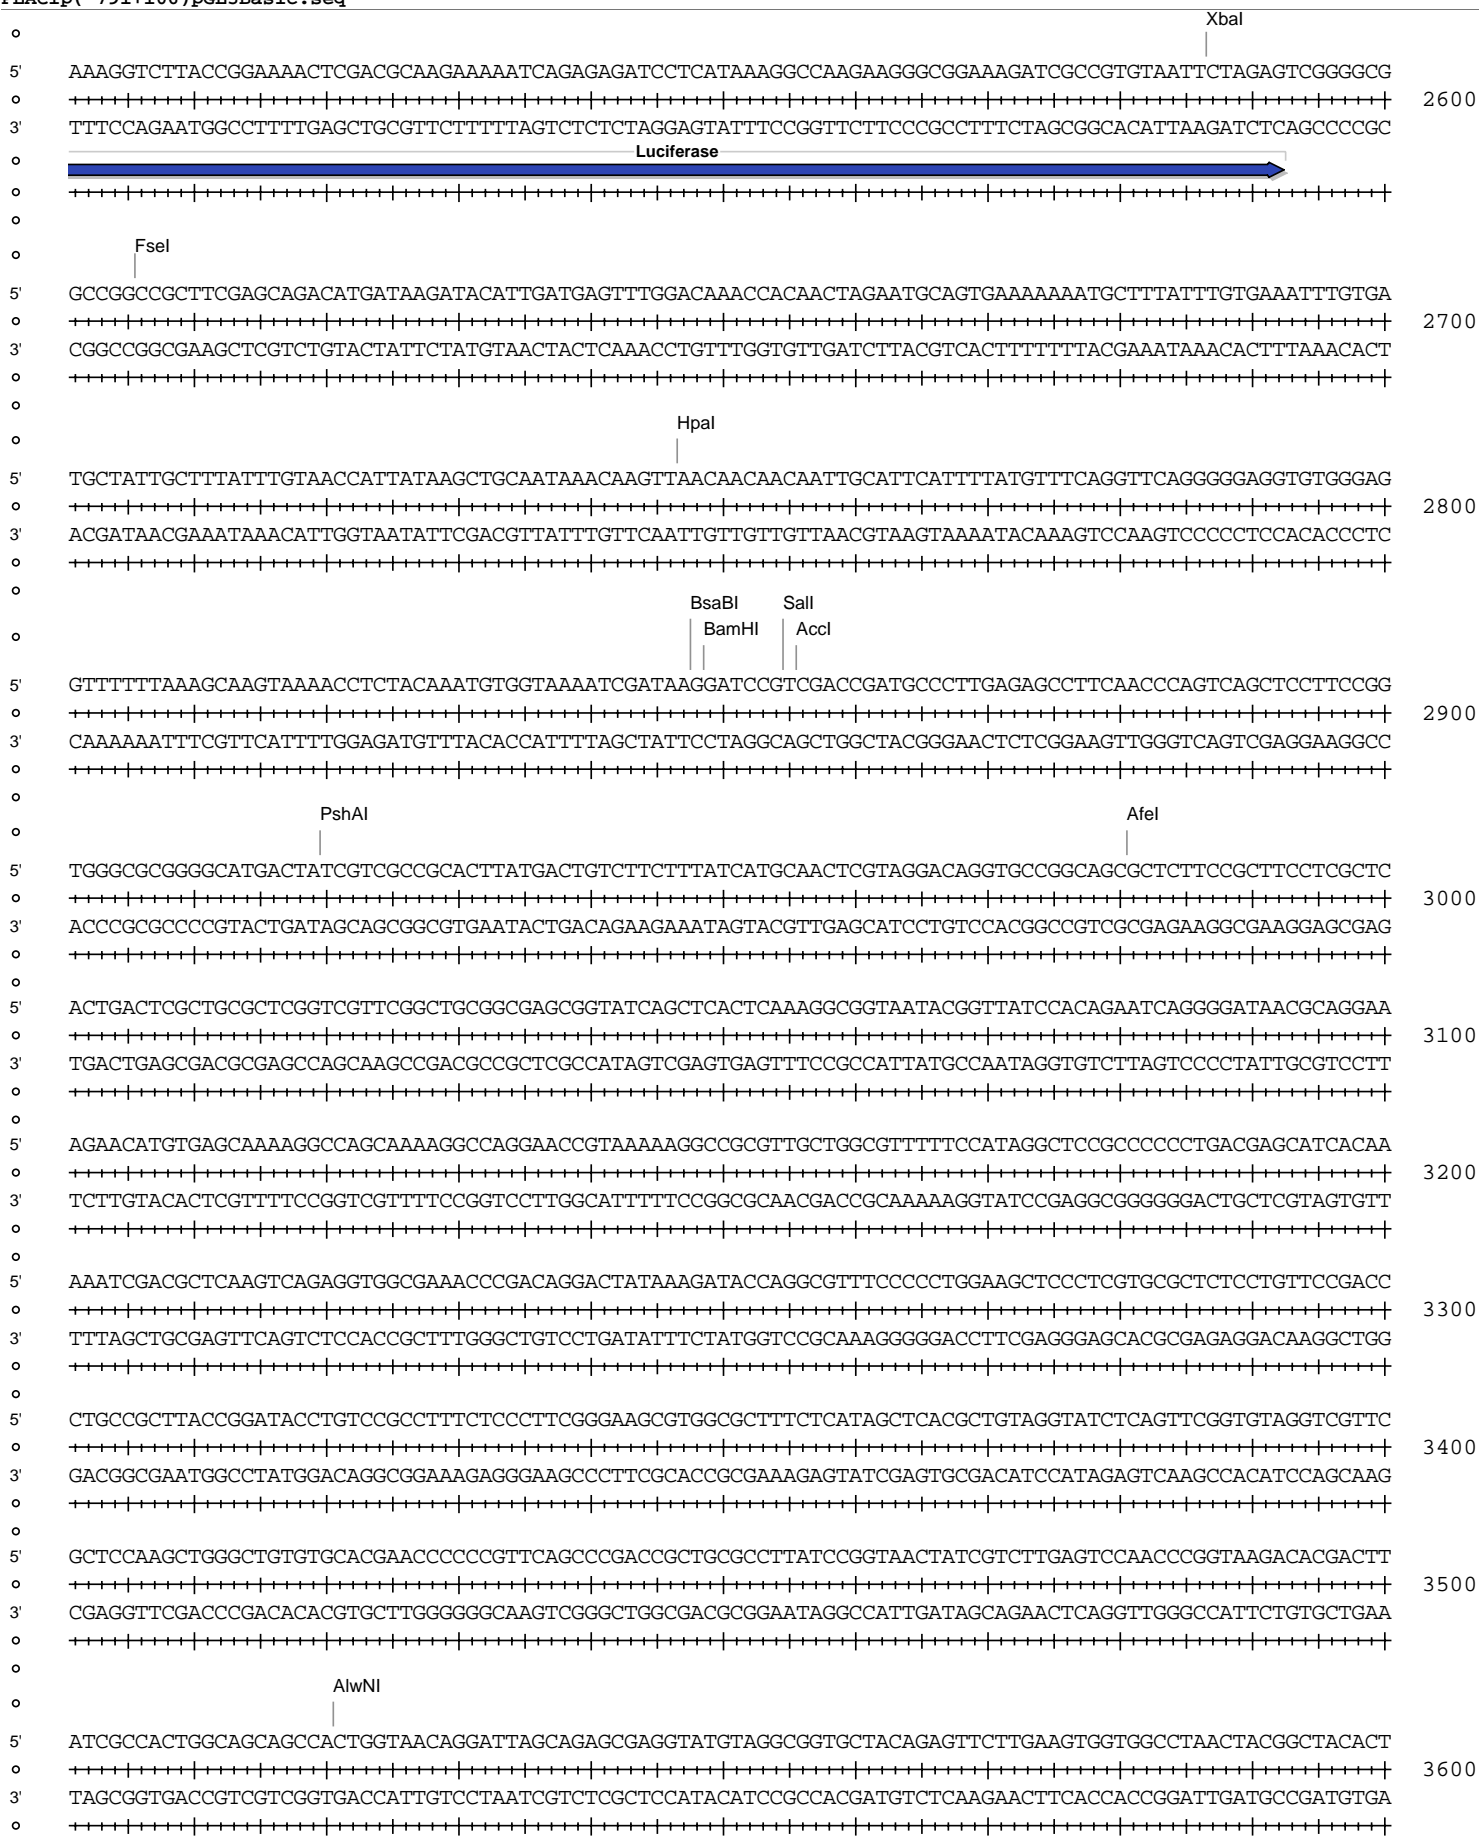 XbaI
5' AAAGGTCTTACCGGAAAACTCGACGCAAGAAAAATCAGAGAGATCCTCATAAAGGCCAAGAAGGGCGGAAAGATCGCCGTGTAATTCTAGAGTCGGGGCG
2600
3' TTTCCAGAATGGCCTTTTGAGCTGCGTTCTTTTTAGTCTCTCTAGGAGTATTTCCGGTTCTTCCCGCCTTTCTAGCGGCACATTAAGATCTCAGCCCCGC
Luciferase
FseI
5' GCCGGCCGCTTCGAGCAGACATGATAAGATACATTGATGAGTTTGGACAAACCACAACTAGAATGCAGTGAAAAAAATGCTTTATTTGTGAAATTTGTGA
2700
3' CGGCCGGCGAAGCTCGTCTGTACTATTCTATGTAACTACTCAAACCTGTTTGGTGTTGATCTTACGTCACTTTTTTTACGAAATAAACACTTTAAACACT
HpaI
5' TGCTATTGCTTTATTTGTAACCATTATAAGCTGCAATAAACAAGTTAACAACAACAATTGCATTCATTTTATGTTTCAGGTTCAGGGGGAGGTGTGGGAG
2800
3' ACGATAACGAAATAAACATTGGTAATATTCGACGTTATTTGTTCAATTGTTGTTGTTAACGTAAGTAAAATACAAAGTCCAAGTCCCCCTCCACACCCTC
BsaBI SalI
BamHI AccI
5' GTTTTTTAAAGCAAGTAAAACCTCTACAAATGTGGTAAAATCGATAAGGATCCGTCGACCGATGCCCTTGAGAGCCTTCAACCCAGTCAGCTCCTTCCGG
2900
3' CAAAAAATTTCGTTCATTTTGGAGATGTTTACACCATTTTAGCTATTCCTAGGCAGCTGGCTACGGGAACTCTCGGAAGTTGGGTCAGTCGAGGAAGGCC
PshAI AfeI
5' TGGGCGCGGGGCATGACTATCGTCGCCGCACTTATGACTGTCTTCTTTATCATGCAACTCGTAGGACAGGTGCCGGCAGCGCTCTTCCGCTTCCTCGCTC
3000
3' ACCCGCGCCCCGTACTGATAGCAGCGGCGTGAATACTGACAGAAGAAATAGTACGTTGAGCATCCTGTCCACGGCCGTCGCGAGAAGGCGAAGGAGCGAG
5' ACTGACTCGCTGCGCTCGGTCGTTCGGCTGCGGCGAGCGGTATCAGCTCACTCAAAGGCGGTAATACGGTTATCCACAGAATCAGGGGATAACGCAGGAA
3100
3' TGACTGAGCGACGCGAGCCAGCAAGCCGACGCCGCTCGCCATAGTCGAGTGAGTTTCCGCCATTATGCCAATAGGTGTCTTAGTCCCCTATTGCGTCCTT
5' AGAACATGTGAGCAAAAGGCCAGCAAAAGGCCAGGAACCGTAAAAAGGCCGCGTTGCTGGCGTTTTTCCATAGGCTCCGCCCCCCTGACGAGCATCACAA
3200
3' TCTTGTACACTCGTTTTCCGGTCGTTTTCCGGTCCTTGGCATTTTTCCGGCGCAACGACCGCAAAAAGGTATCCGAGGCGGGGGGACTGCTCGTAGTGTT
5' AAATCGACGCTCAAGTCAGAGGTGGCGAAACCCGACAGGACTATAAAGATACCAGGCGTTTCCCCCTGGAAGCTCCCTCGTGCGCTCTCCTGTTCCGACC
3300
3' TTTAGCTGCGAGTTCAGTCTCCACCGCTTTGGGCTGTCCTGATATTTCTATGGTCCGCAAAGGGGGACCTTCGAGGGAGCACGCGAGAGGACAAGGCTGG
5' CTGCCGCTTACCGGATACCTGTCCGCCTTTCTCCCTTCGGGAAGCGTGGCGCTTTCTCATAGCTCACGCTGTAGGTATCTCAGTTCGGTGTAGGTCGTTC
3400
3' GACGGCGAATGGCCTATGGACAGGCGGAAAGAGGGAAGCCCTTCGCACCGCGAAAGAGTATCGAGTGCGACATCCATAGAGTCAAGCCACATCCAGCAAG
5' GCTCCAAGCTGGGCTGTGTGCACGAACCCCCCGTTCAGCCCGACCGCTGCGCCTTATCCGGTAACTATCGTCTTGAGTCCAACCCGGTAAGACACGACTT
3500
3' CGAGGTTCGACCCGACACACGTGCTTGGGGGGCAAGTCGGGCTGGCGACGCGGAATAGGCCATTGATAGCAGAACTCAGGTTGGGCCATTCTGTGCTGAA
AlwNI
5' ATCGCCACTGGCAGCAGCCACTGGTAACAGGATTAGCAGAGCGAGGTATGTAGGCGGTGCTACAGAGTTCTTGAAGTGGTGGCCTAACTACGGCTACACT
3600
3' TAGCGGTGACCGTCGTCGGTGACCATTGTCCTAATCGTCTCGCTCCATACATCCGCCACGATGTCTCAAGAACTTCACCACCGGATTGATGCCGATGTGA